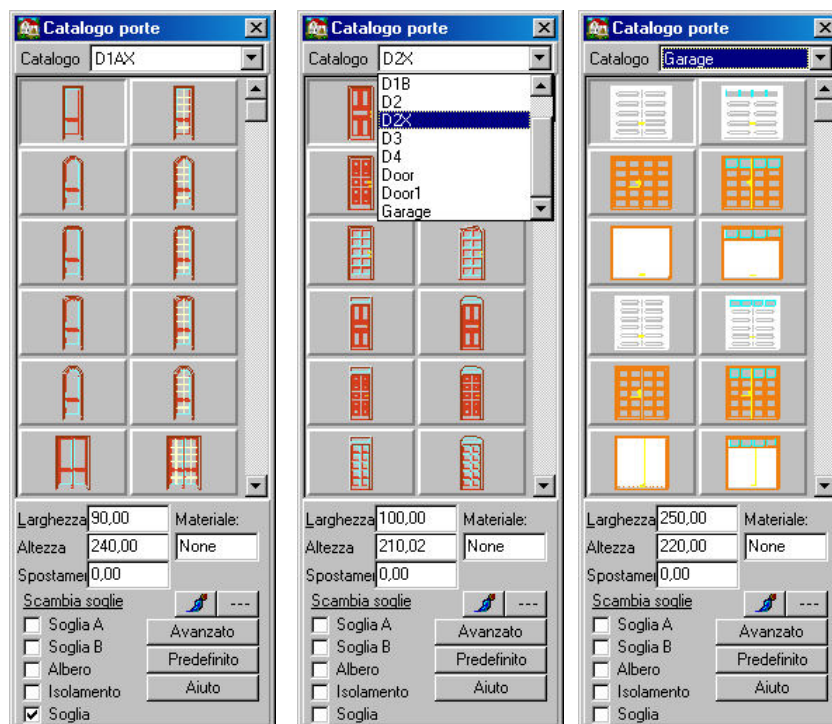 Catalogo porte
Catalogo D1AX
Larghezza 90,00 Materiale:
Altezza 240,00 None
Spostamei 0,00
Scambia soglie ---
Soglia A Avanzato
Soglia B Predefinito
Albero
Isolamento Aiuto
Soglia
Catalogo porte
Catalogo D2X
D1B
D2
D2X
D3
D4
Door
Door1
Garage
Larghezza 100,00 Materiale:
Altezza 210,02 None
Spostamei 0,00
Scambia soglie ---
Soglia A Avanzato
Soglia B Predefinito
Albero
Isolamento Aiuto
Soglia
Catalogo porte
Catalogo Garage
Larghezza 250,00 Materiale:
Altezza 220,00 None
Spostamei 0,00
Scambia soglie ---
Soglia A Avanzato
Soglia B Predefinito
Albero
Isolamento Aiuto
Soglia